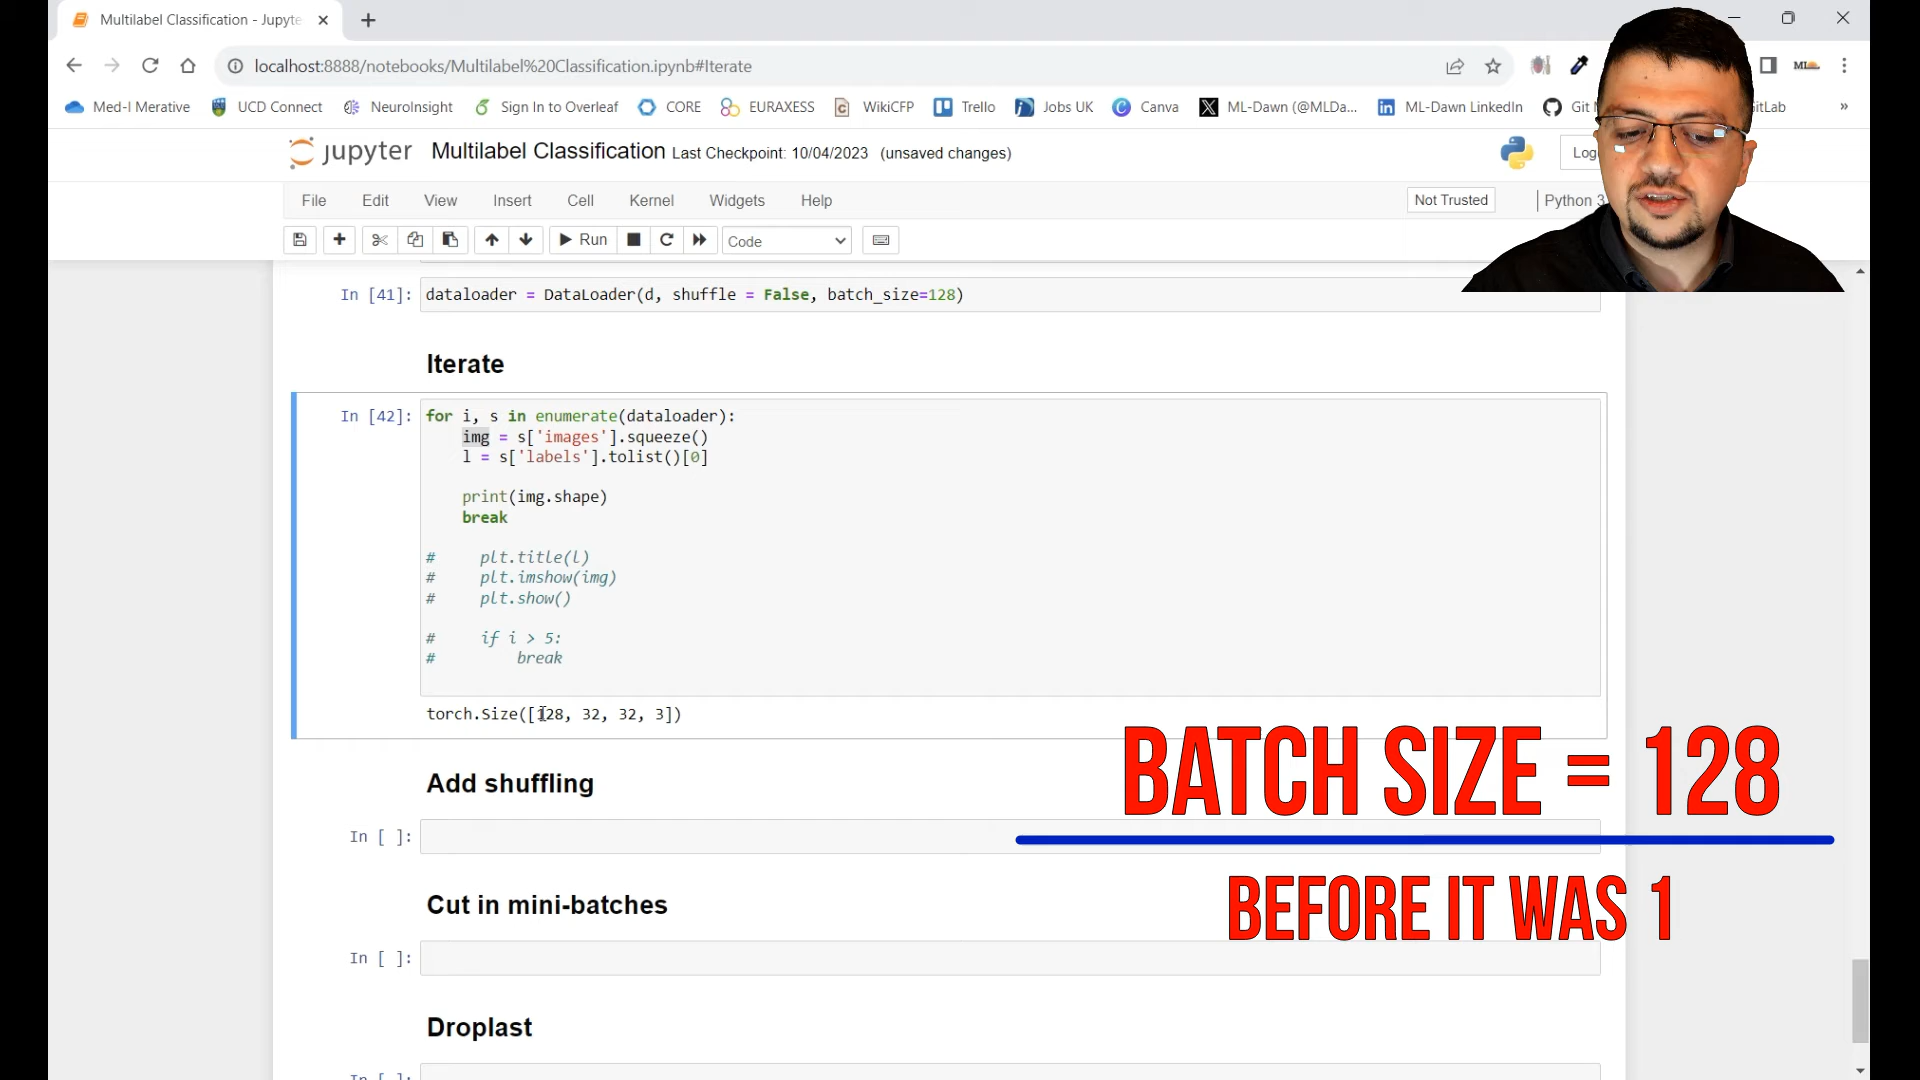 Multilabel Classification - Jupyte
localhost:8888/notebooks/Multilabel%20Classification.ipynb#Iterate
Med-I Merative
UCD Connect
NeuroInsight
Sign In to Overleaf
CORE
EURAXESS
WikiCFP
Trello
Jobs UK
Canva
ML-Dawn (@MLDa...
ML-Dawn LinkedIn
Git
itLab
»
jupyter Multilabel Classification Last Checkpoint: 10/04/2023 (unsaved changes)
Log
File Edit View Insert Cell Kernel Widgets Help
Not Trusted
Python 3
Run
Code
In [41]: dataloader = DataLoader(d, shuffle = False, batch_size=128)
Iterate
In [42]: for i, s in enumerate(dataloader):
img = s['images'].squeeze()
l = s['labels'].tolist()[0]
print(img.shape)
break
# plt.title(l)
# plt.imshow(img)
# plt.show()
# if i > 5:
# break
torch.Size([128, 32, 32, 3])
BATCH SIZE = 128
Add shuffling
In [ ]:
BEFORE IT WAS 1
Cut in mini-batches
In [ ]:
Droplast
In [ ]: